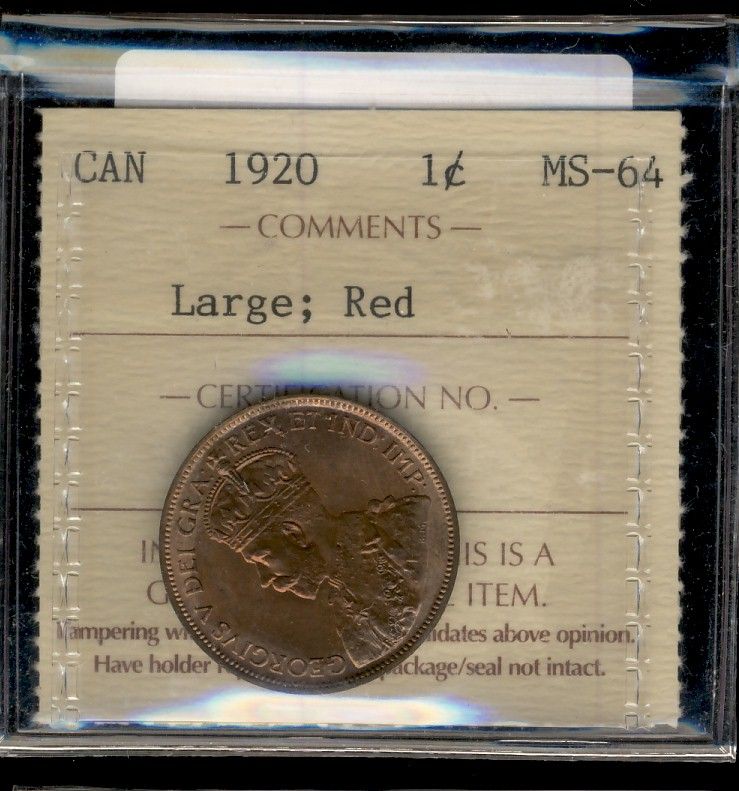 CAN 1920 1¢ MS-64
— COMMENTS —
Large; Red
— CERTIFICATION NO. —
GEORGIVS V DEI GRA: REX ET IND: IMP:
IS IS A
ITEM.
Tampering idates above opinion.
Have holder package/seal not intact.